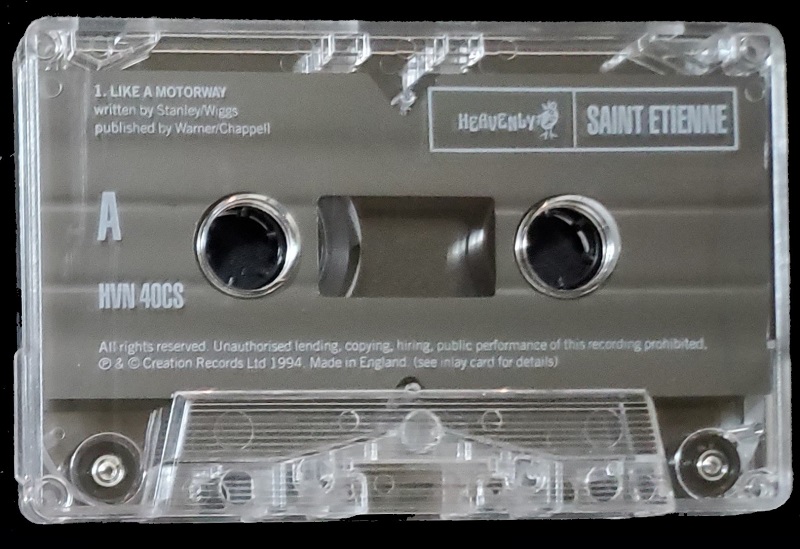 1. LIKE A MOTORWAY
written by Stanley/Wiggs
published by Warner/Chappell
HEAVENLY
SAINT ETIENNE
A
HVN 40CS
All rights reserved. Unauthorised lending, copying, hiring, public performance of this recording prohibited.
℗ & © Creation Records Ltd 1994. Made in England. (see inlay card for details)